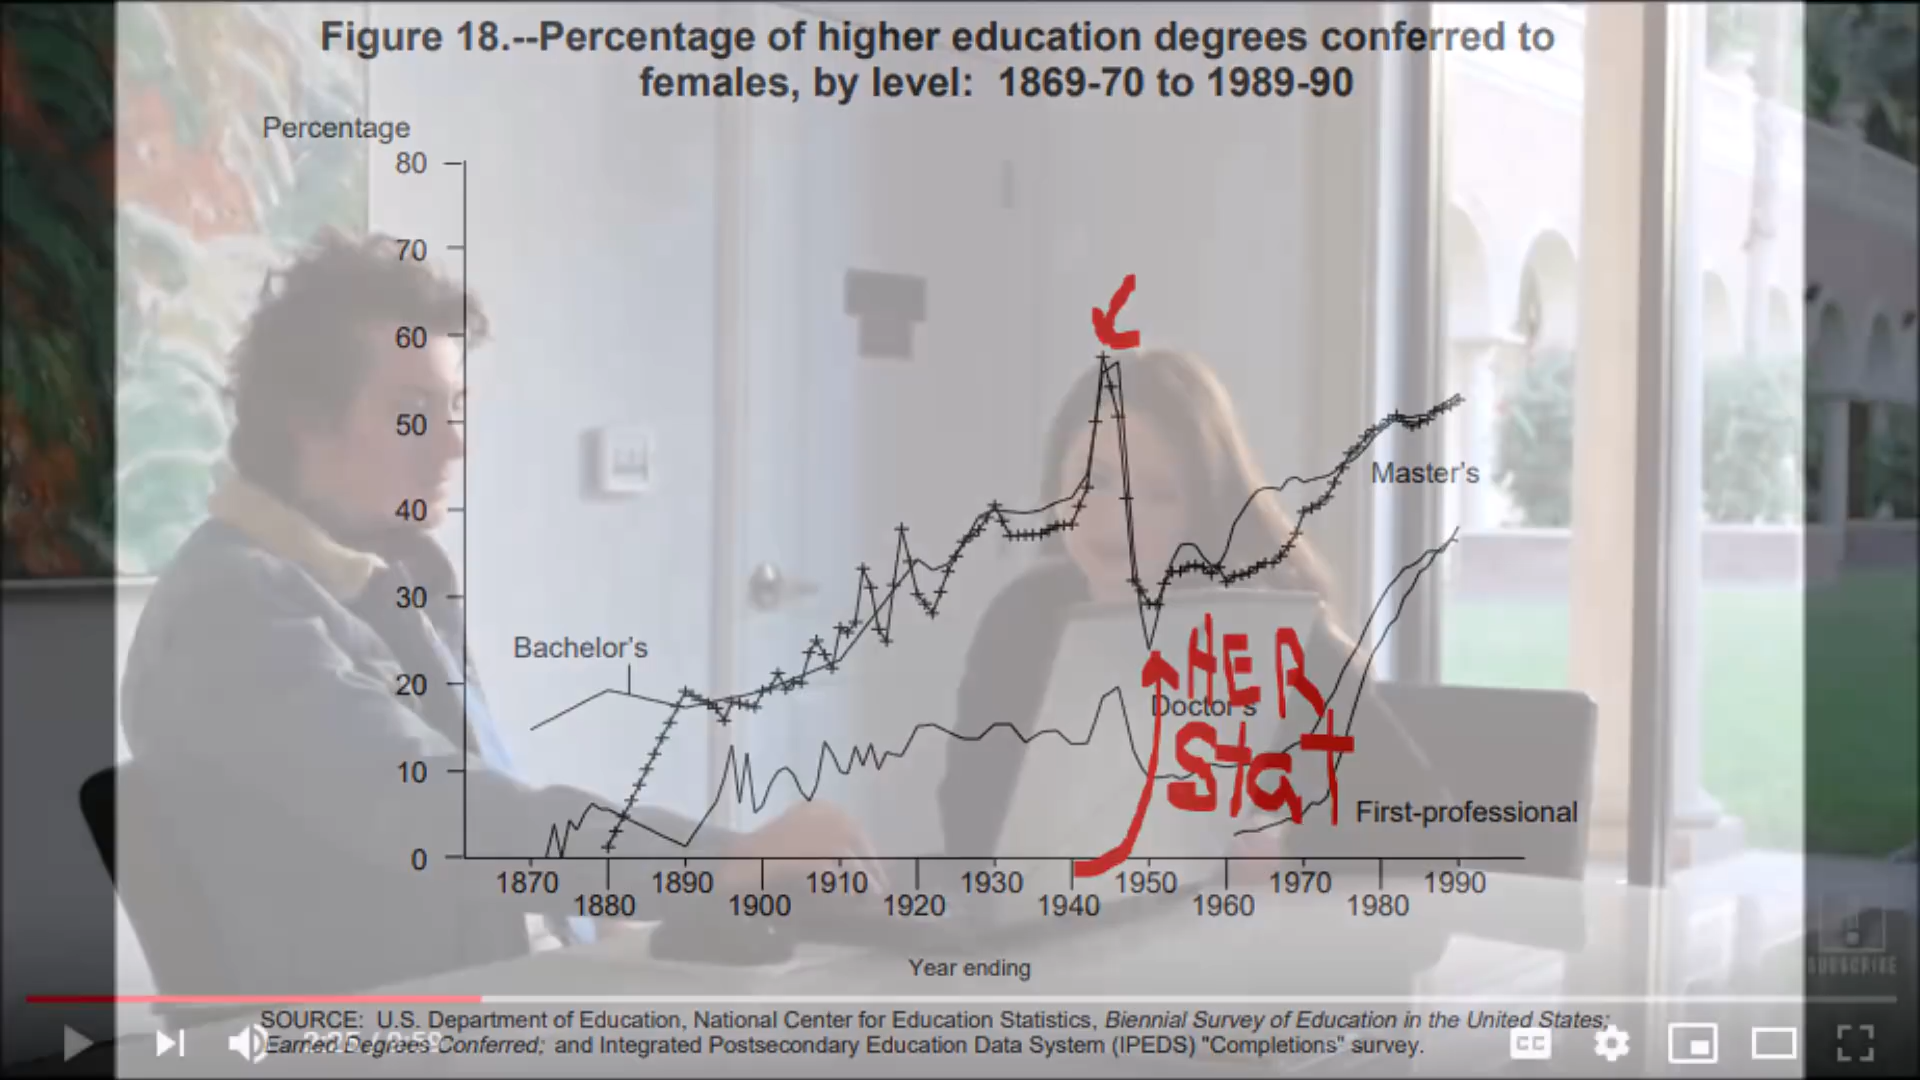 Figure 18.--Percentage of higher education degrees conferred to
females, by level: 1869-70 to 1989-90
Percentage
80
70
60
50
40
30
20
10
0
Bachelor's
Master's
Doctor's
First-professional
HER
Stat
1870 1890 1910 1930 1950 1970 1990
1880 1900 1920 1940 1960 1980
Year ending
SOURCE: U.S. Department of Education, National Center for Education Statistics, Biennial Survey of Education in the United States;
Earned Degrees Conferred; and Integrated Postsecondary Education Data System (IPEDS) "Completions" survey.
CC
SUBSCRIBE